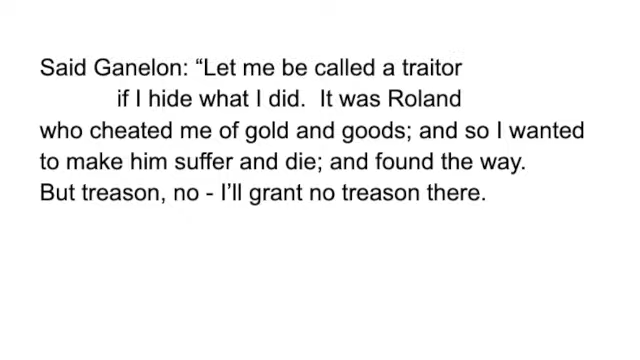 Said Ganelon: “Let me be called a traitor
if I hide what I did.  It was Roland
who cheated me of gold and goods; and so I wanted
to make him suffer and die; and found the way.
But treason, no - I’ll grant no treason there.